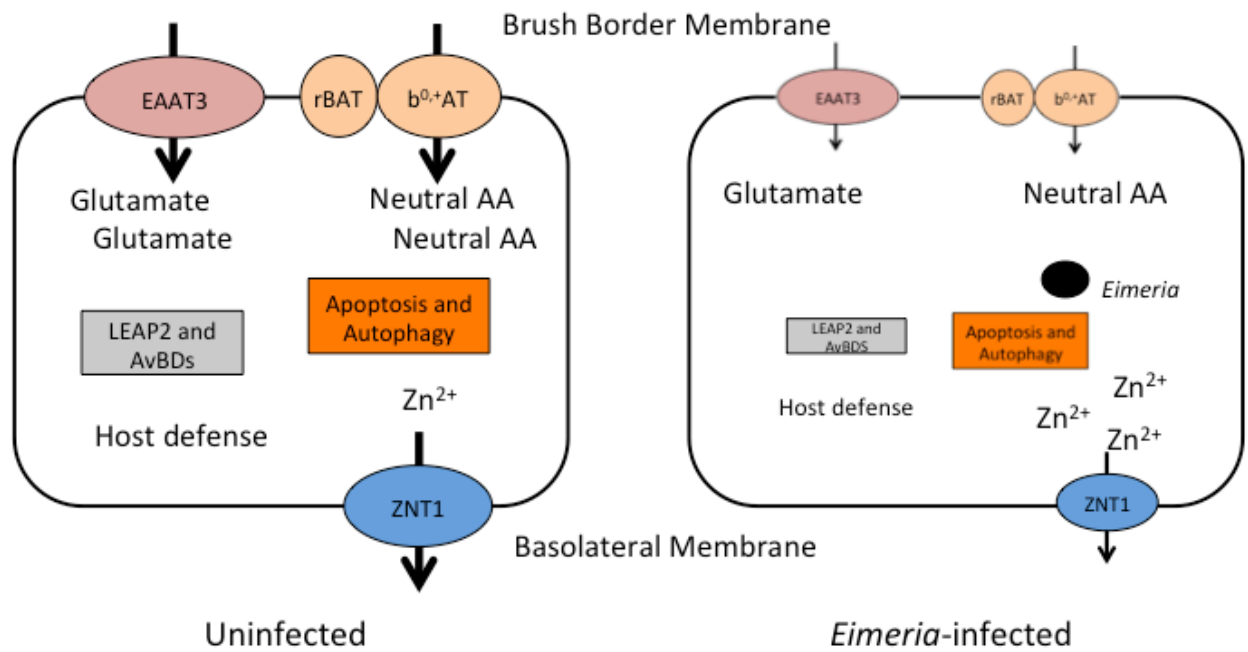 Brush Border Membrane
EAAT3
rBAT
b⁰,⁺AT
Glutamate
Glutamate
Neutral AA
Neutral AA
LEAP2 and
AvBDs
Apoptosis and
Autophagy
Host defense
Zn²⁺
ZNT1
Uninfected
EAAT3
rBAT
b⁰,⁺AT
Glutamate
Neutral AA
Eimeria
LEAP2 and
AvBDS
Apoptosis and
Autophagy
Host defense
Zn²⁺
Zn²⁺
Zn²⁺
ZNT1
Basolateral Membrane
Eimeria-infected